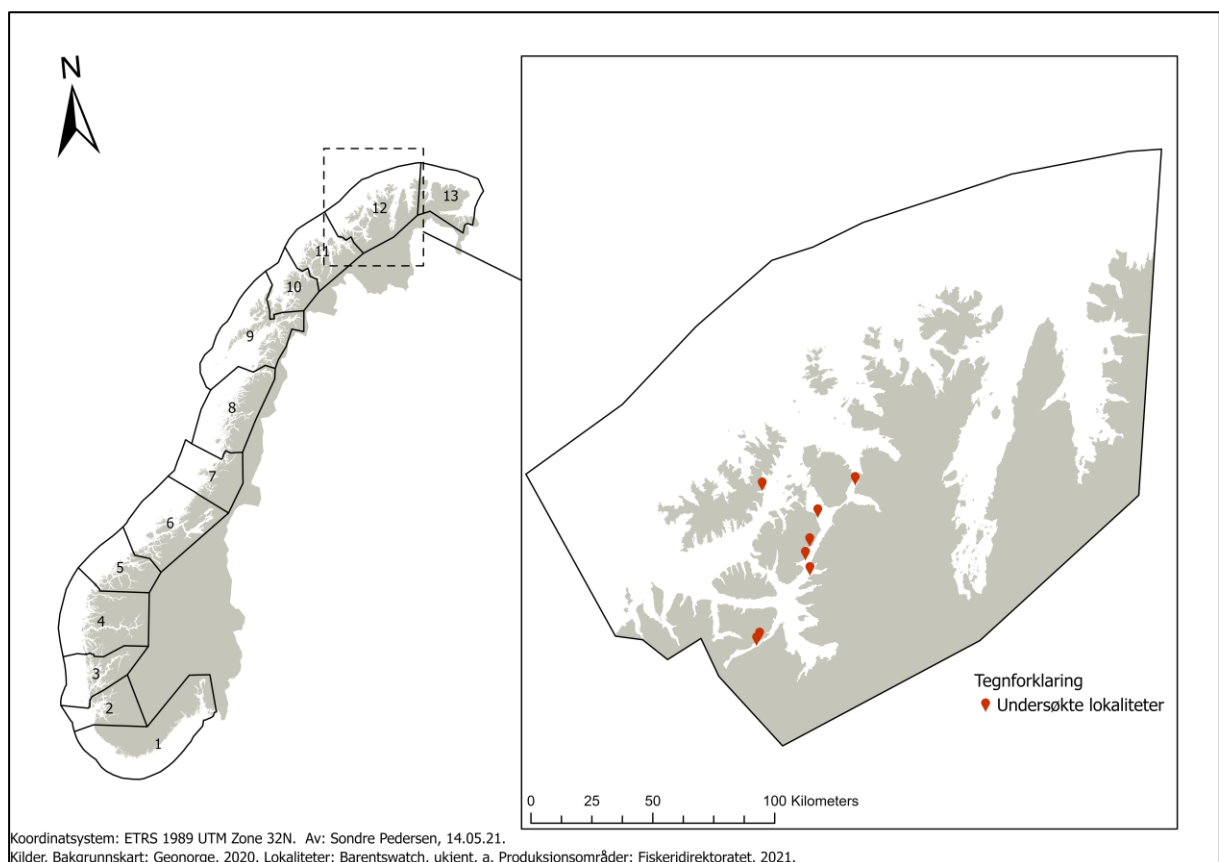 N
13
12
11
10
9
8
7
6
5
4
3
2
1
Tegnforklaring
Undersøkte lokaliteter
0 25 50 100 Kilometers
Koordinatsystem: ETRS 1989 UTM Zone 32N. Av: Sondre Pedersen, 14.05.21.
Kilder. Bakgrunnskart: Geonorge, 2020. Lokaliteter: Barentswatch, ukjent, a. Produksjonsområder: Fiskeridirektoratet, 2021.